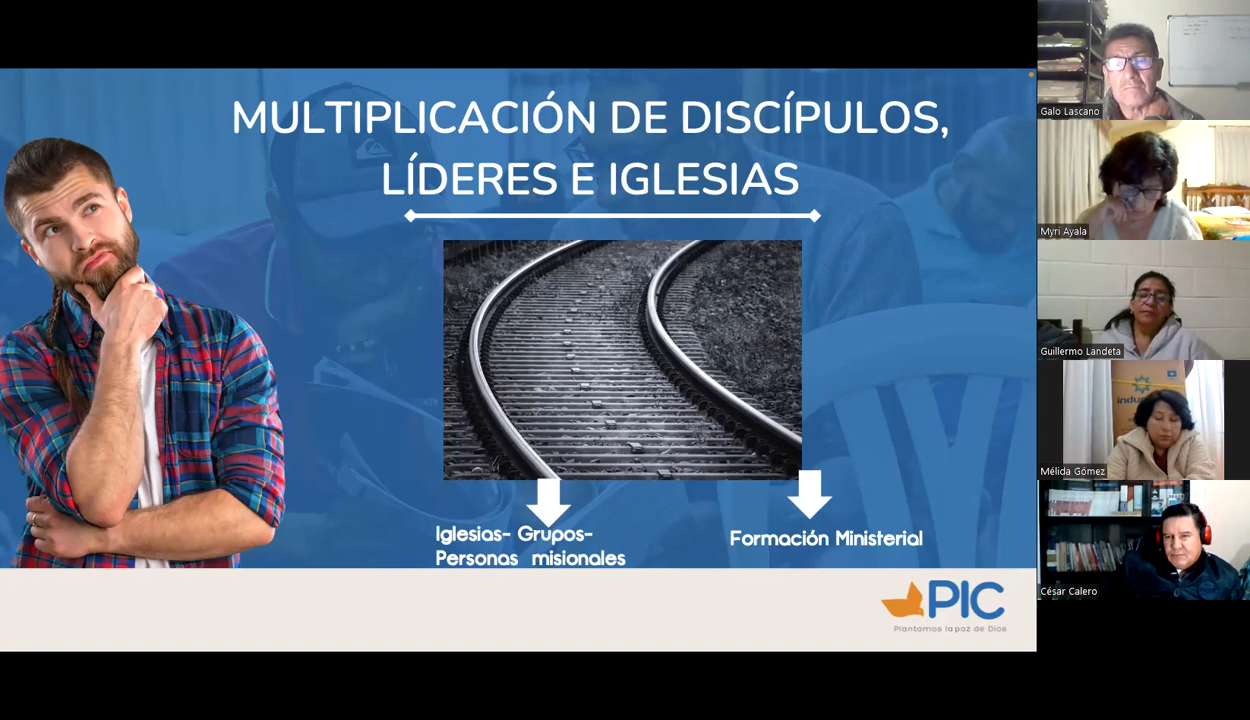 MULTIPLICACIÓN DE DISCÍPULOS,
LÍDERES E IGLESIAS
Iglesias- Grupos-
Personas misionales
Formación Ministerial
PIC
Plantamos la paz de Dios
Galo Lascano
Myri Ayala
Guillermo Landeta
Mélida Gómez
César Calero